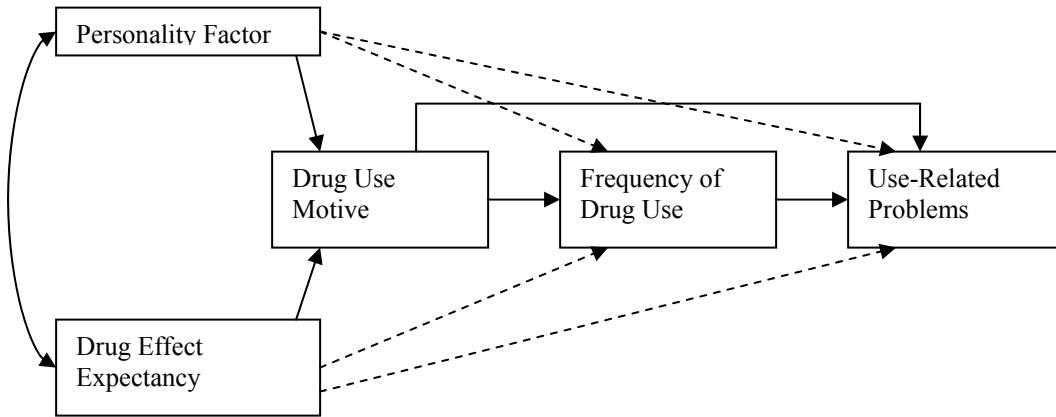 Personality Factor
Drug Use
Motive
Frequency of
Drug Use
Use-Related
Problems
Drug Effect
Expectancy